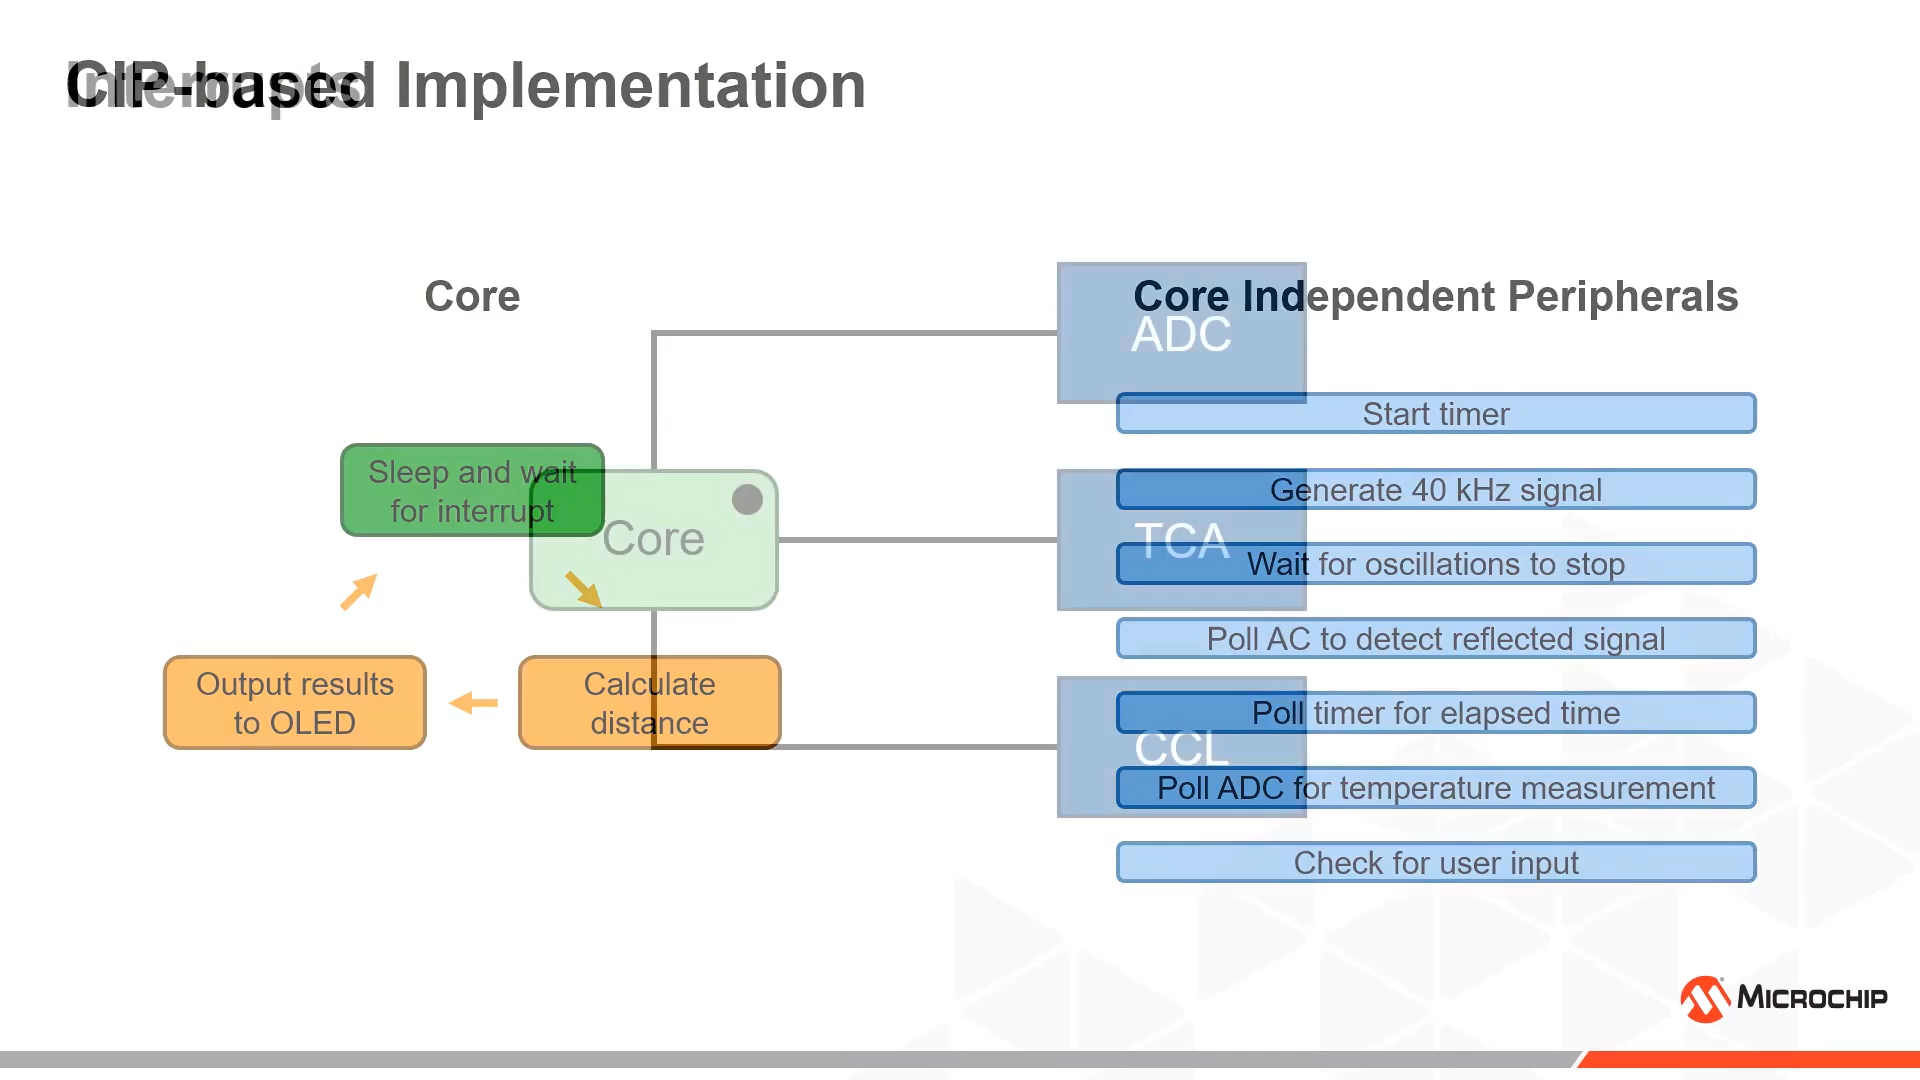 CIP-based Implementation
Interrupts
Core
Core Independent Peripherals
ADC
Start timer
Sleep and wait
for interrupt
Core
Generate 40 kHz signal
TCA
Wait for oscillations to stop
Poll AC to detect reflected signal
Output results
to OLED
Calculate
distance
Poll timer for elapsed time
CCL
Poll ADC for temperature measurement
Check for user input
MICROCHIP